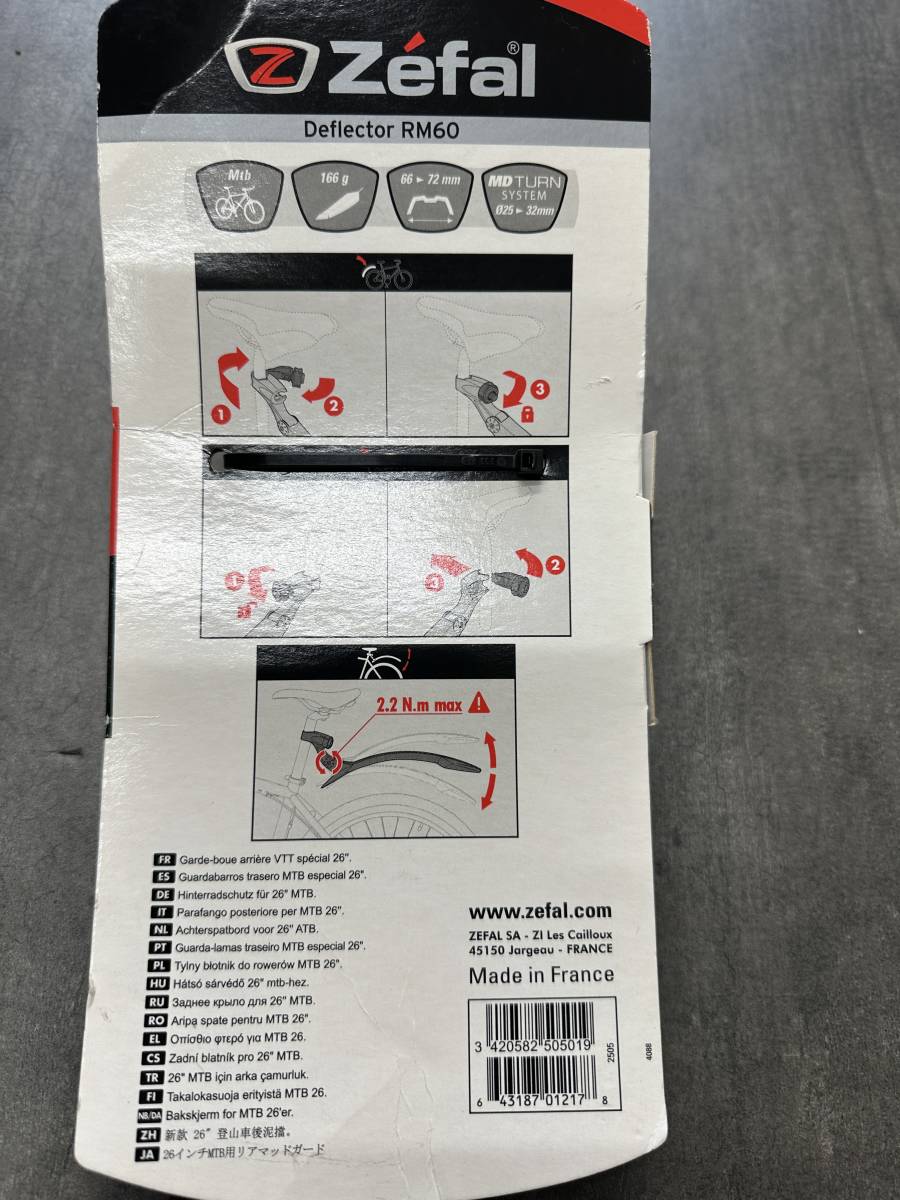 Zéfal®
Deflector RM60
Mtb
166 g
66 ► 72 mm
MD TURN
SYSTEM
Ø25 ► 32mm
1
2
3
2
2.2 N.m max
FR Garde-boue arrière VTT spécial 26".
ES Guardabarros trasero MTB especial 26".
DE Hinterradschutz für 26" MTB.
IT Parafango posteriore per MTB 26".
NL Achterspatbord voor 26" ATB.
PT Guarda-lamas traseiro MTB especial 26".
PL Tylny błotnik do rowerów MTB 26".
HU Hátsó sárvédő 26" mtb-hez.
RU Заднее крыло для 26" MTB.
RO Aripa spate pentru MTB 26".
EL Οπίσθιο φτερό για MTB 26.
CS Zadní blatník pro 26" MTB.
TR 26" MTB için arka çamurluk.
FI Takalokasuoja erityistä MTB 26.
NB/DA Bakskjerm for MTB 26'er.
ZH 新款 26" 登山車後泥擋。
JA 26インチMTB用リアマッドガード
www.zefal.com
ZEFAL SA - ZI Les Cailloux
45150 Jargeau - FRANCE
Made in France
3 420582 505019
2505
4088
6 43187 01217 8